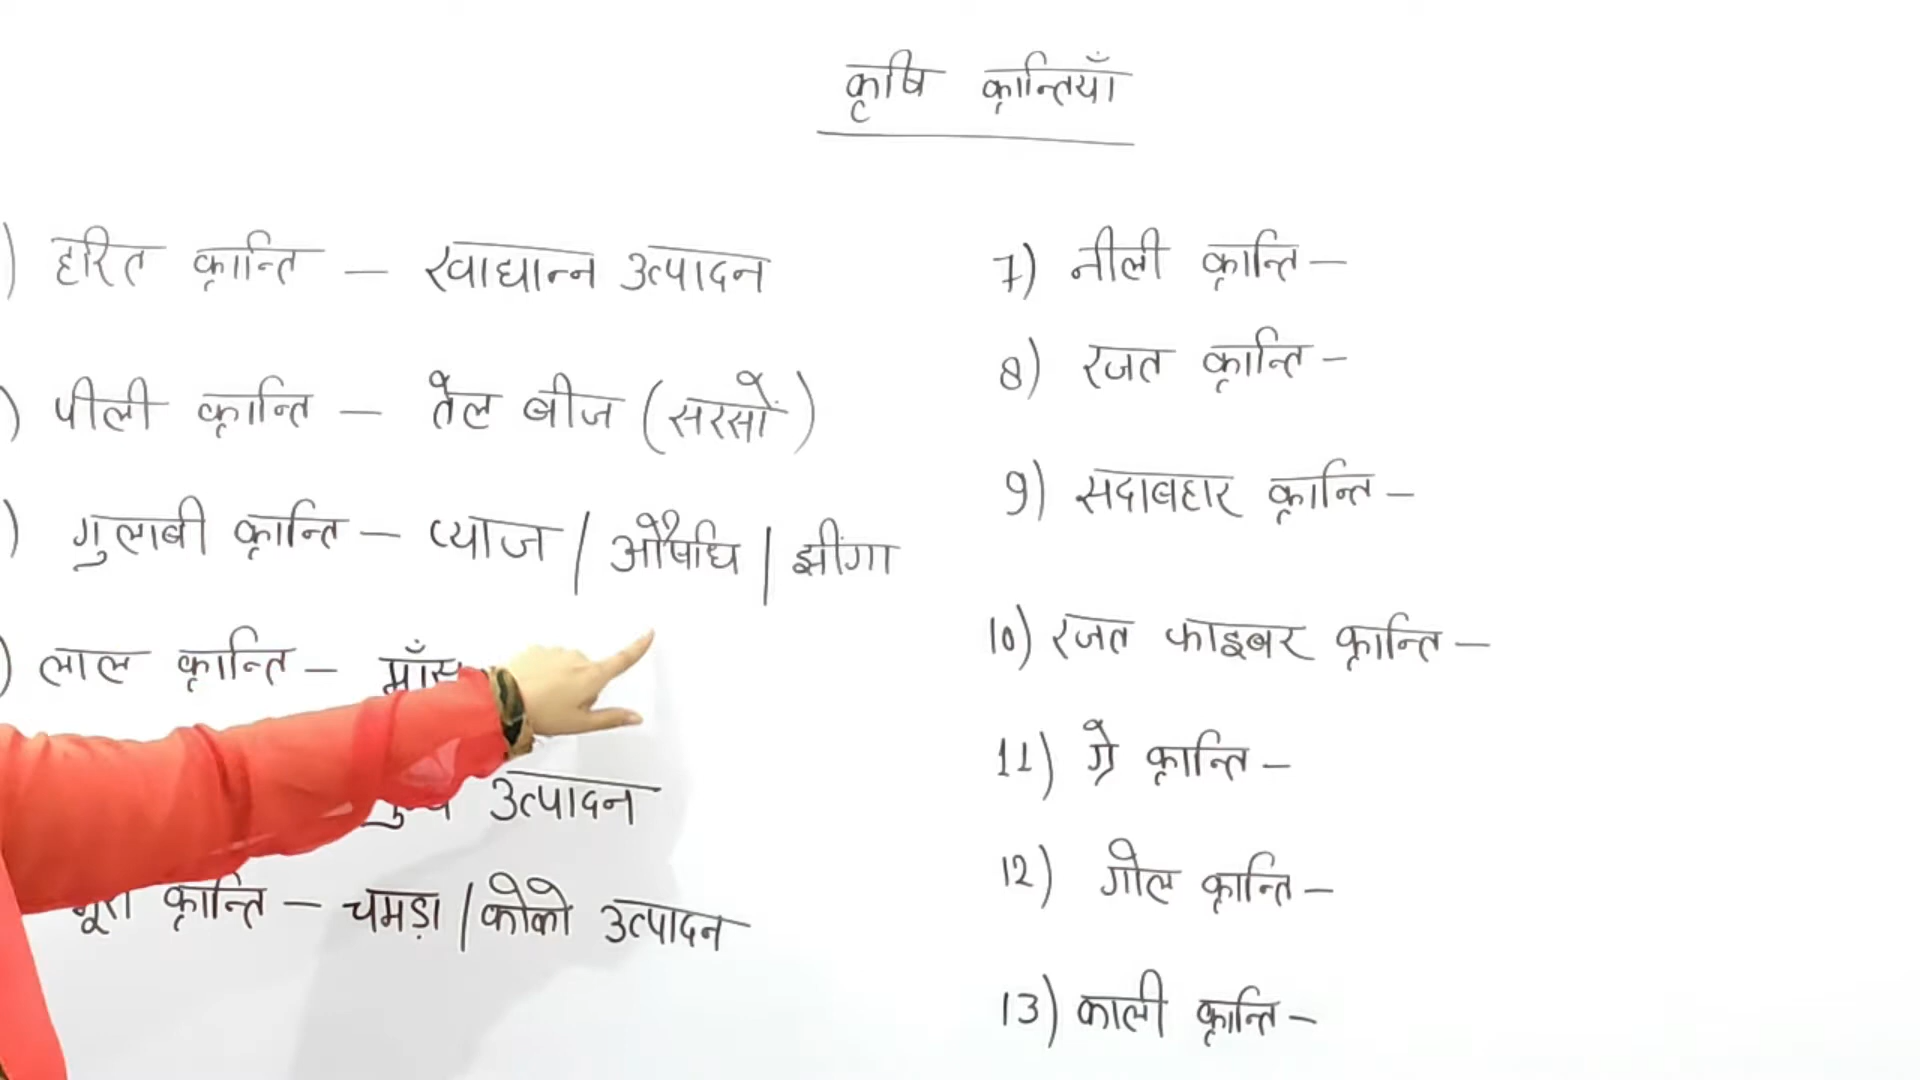 कृषि क्रान्तियाँ
) हरित क्रान्ति – खाद्यान्न उत्पादन
) पीली क्रान्ति – तेल बीज (सरसों)
) गुलाबी क्रान्ति – प्याज / औषधि / झींगा
) लाल क्रान्ति – माँस
उत्पादन
क्रान्ति – चमड़ा / कोको उत्पादन
7) नीली क्रान्ति –
8) रजत क्रान्ति –
9) सदाबहार क्रान्ति –
10) रजत फाइबर क्रान्ति –
11) ग्रे क्रान्ति –
12) गोल क्रान्ति –
13) काली क्रान्ति –